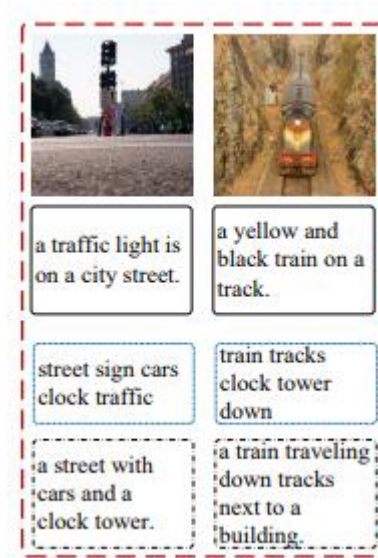 a traffic light is
on a city street.
a yellow and
black train on a
track.
street sign cars
clock traffic
train tracks
clock tower
down
a street with
cars and a
clock tower.
a train traveling
down tracks
next to a
building.